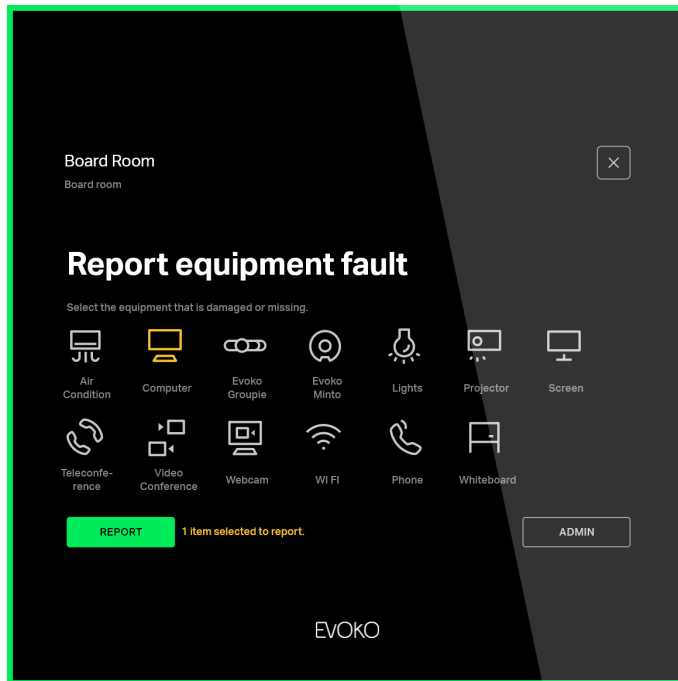 Board Room
Board room
Report equipment fault
Select the equipment that is damaged or missing.
Air
Condition
Computer
Evoko
Groupie
Evoko
Minto
Lights
Projector
Screen
Teleconfe-
rence
Video
Conference
Webcam
WI FI
Phone
Whiteboard
REPORT
1 item selected to report.
ADMIN
EVOKO